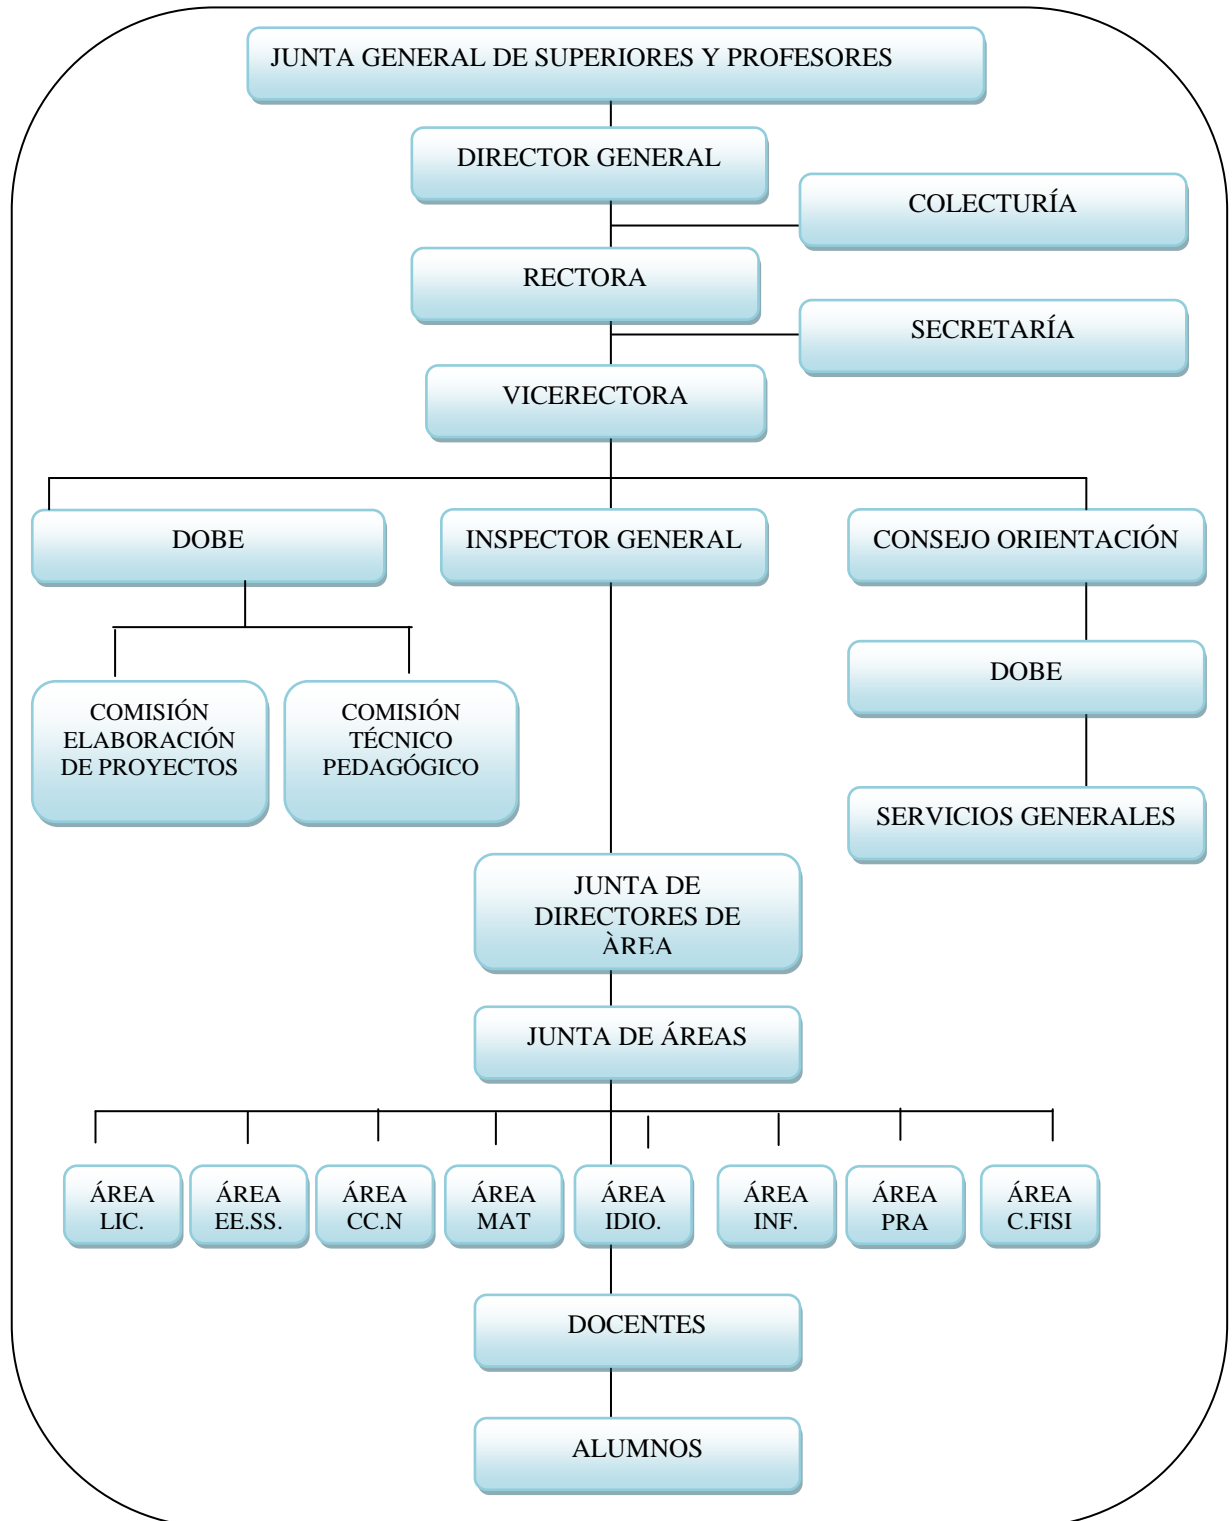 JUNTA GENERAL DE SUPERIORES Y PROFESORES
DIRECTOR GENERAL
COLECTURÍA
RECTORA
SECRETARÍA
VICERECTORA
DOBE
INSPECTOR GENERAL
CONSEJO ORIENTACIÓN
COMISIÓN
ELABORACIÓN
DE PROYECTOS
COMISIÓN
TÉCNICO
PEDAGÓGICO
DOBE
SERVICIOS GENERALES
JUNTA DE
DIRECTORES DE
ÀREA
JUNTA DE ÁREAS
ÁREA
LIC.
ÁREA
EE.SS.
ÁREA
CC.N
ÁREA
MAT
ÁREA
IDIO.
ÁREA
INF.
ÁREA
PRA
ÁREA
C.FISI
DOCENTES
ALUMNOS